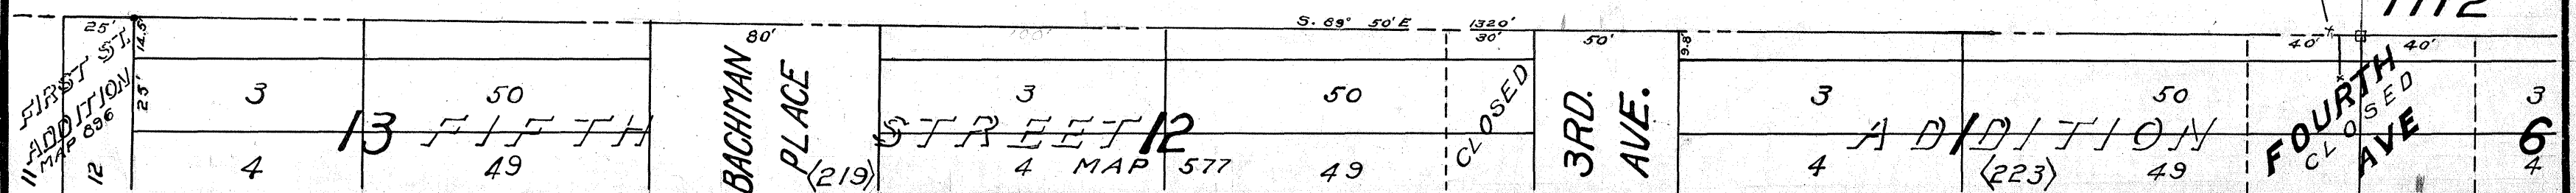 1112
S. 89° 50' E 1320'
25' 14.5' 80' 30' 50' 9.8' 40' 40'
FIRST ST.
ADDITION
MAP 896
25'
3 50 3 50 3 50 3
BACHMAN
PLACE
CLOSED
3RD.
AVE.
FOURTH
AVE
CLOSED
13 FIFTH STREET 12 ADDITION 1 6
12 4 49 (219) 4 MAP 577 49 4 (223) 49 4